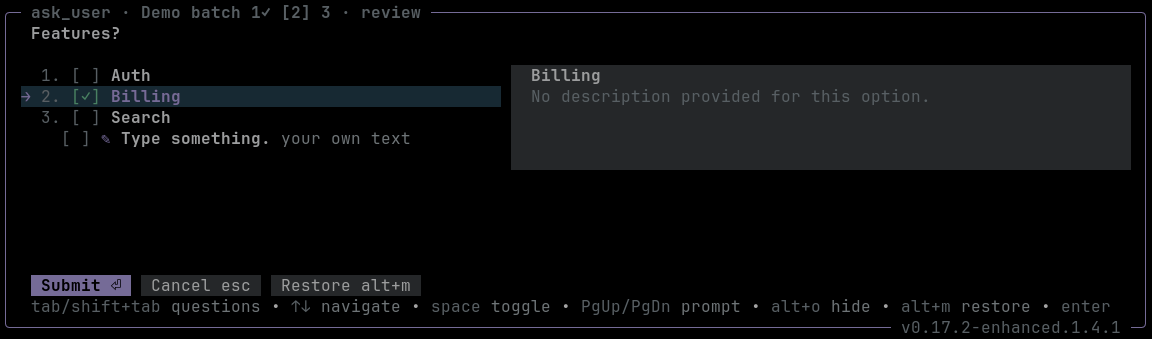 ask_user · Demo batch 1✓ [2] 3 · review
Features?
1. [ ] Auth
→ 2. [✓] Billing
3. [ ] Search
[ ] ✎ Type something. your own text
Billing
No description provided for this option.
Submit ⏎ Cancel esc Restore alt+m
tab/shift+tab questions • ↑↓ navigate • space toggle • PgUp/PgDn prompt • alt+o hide • alt+m restore • enter
v0.17.2-enhanced.1.4.1